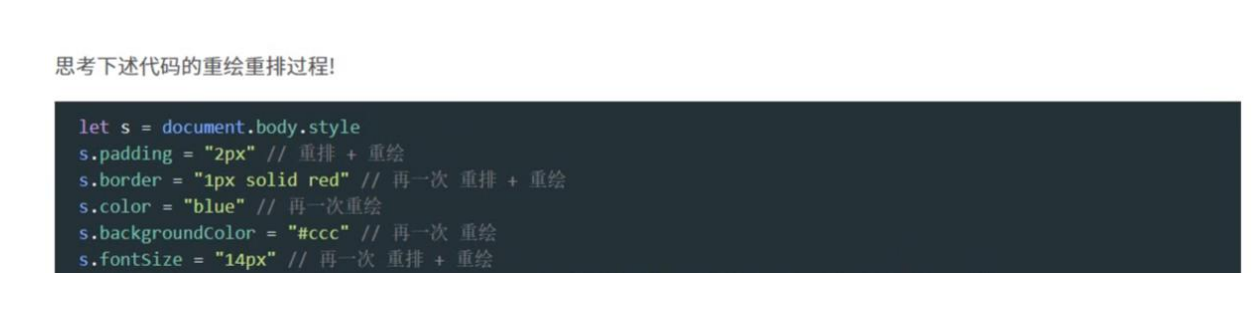 思考下述代码的重绘重排过程!
let s = document.body.style
s.padding = "2px" // 重排 + 重绘
s.border = "1px solid red" // 再一次 重排 + 重绘
s.color = "blue" // 再一次重绘
s.backgroundColor = "#ccc" // 再一次 重绘
s.fontSize = "14px" // 再一次 重排 + 重绘